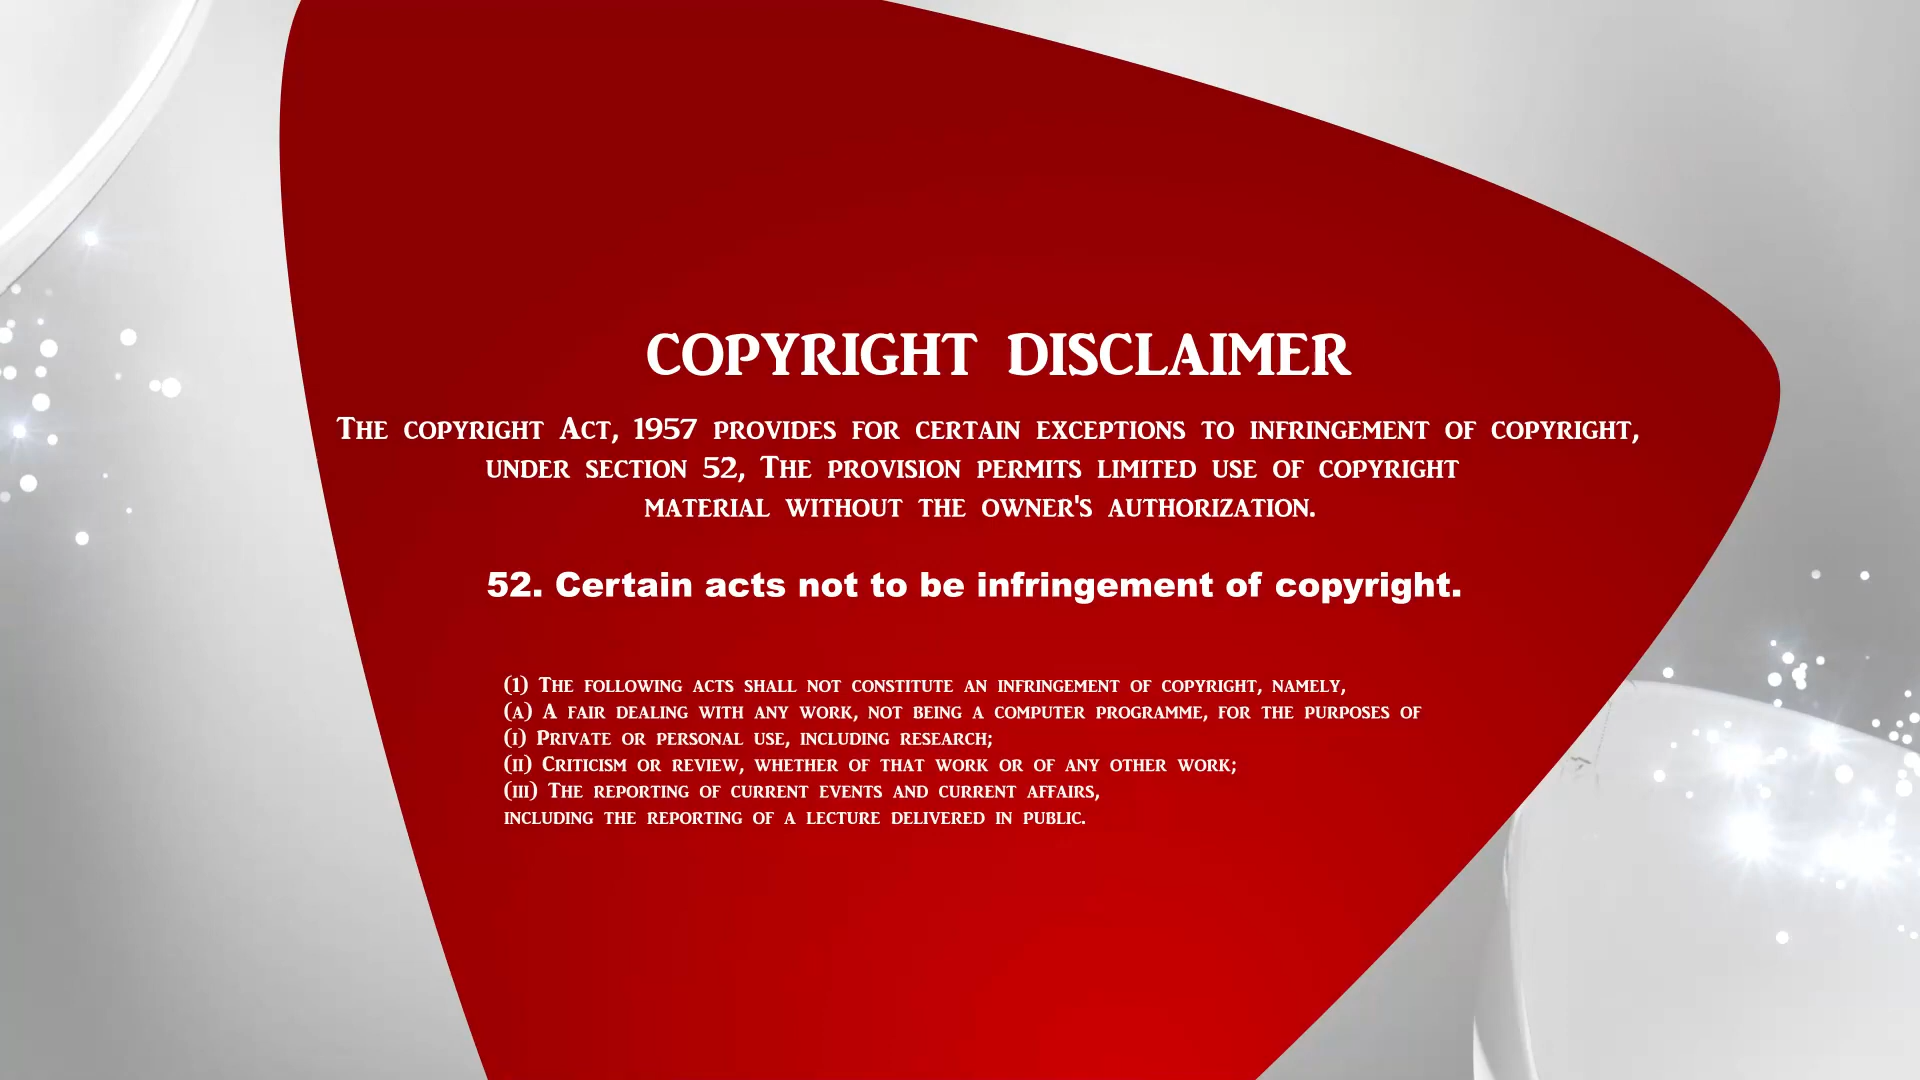 COPYRIGHT DISCLAIMER
The copyright Act, 1957 provides for certain exceptions to infringement of copyright,
under section 52, The provision permits limited use of copyright
material without the owner's authorization.
52. Certain acts not to be infringement of copyright.
(1) The following acts shall not constitute an infringement of copyright, namely,
(a) A fair dealing with any work, not being a computer programme, for the purposes of
(i) Private or personal use, including research;
(ii) Criticism or review, whether of that work or of any other work;
(iii) The reporting of current events and current affairs,
including the reporting of a lecture delivered in public.